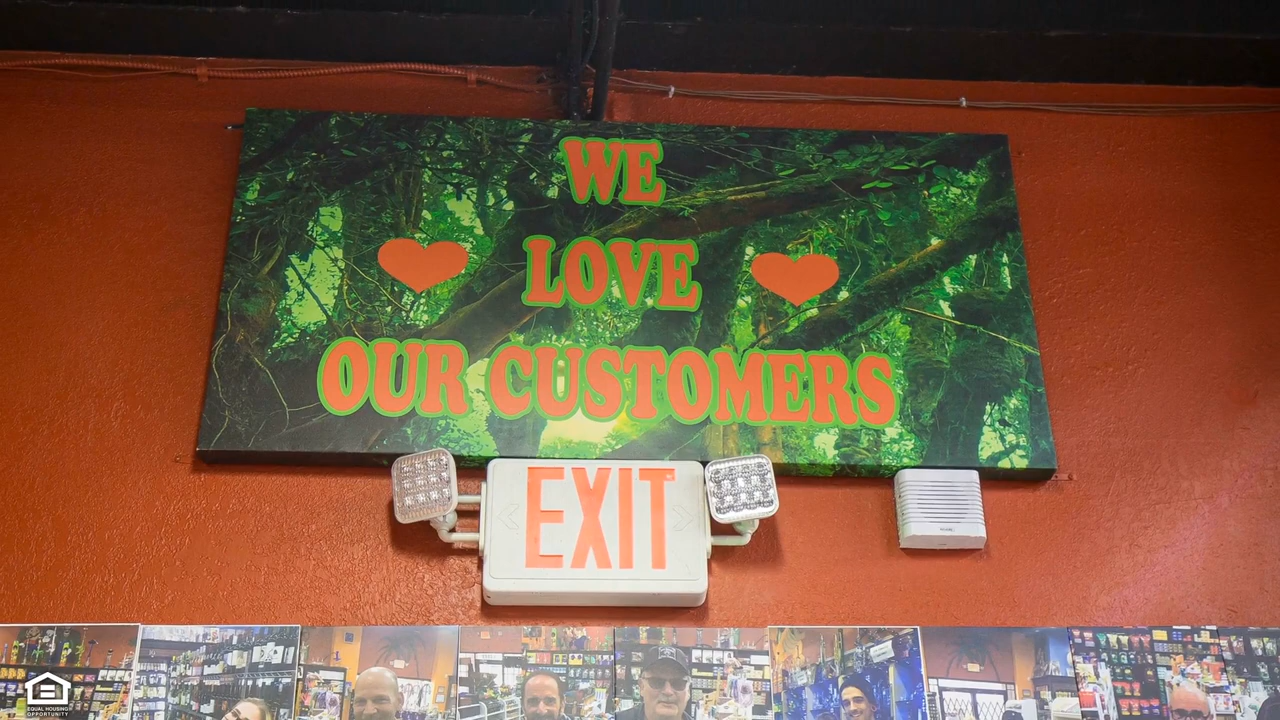 WE
LOVE
OUR CUSTOMERS
EXIT
EQUAL HOUSING
OPPORTUNITY